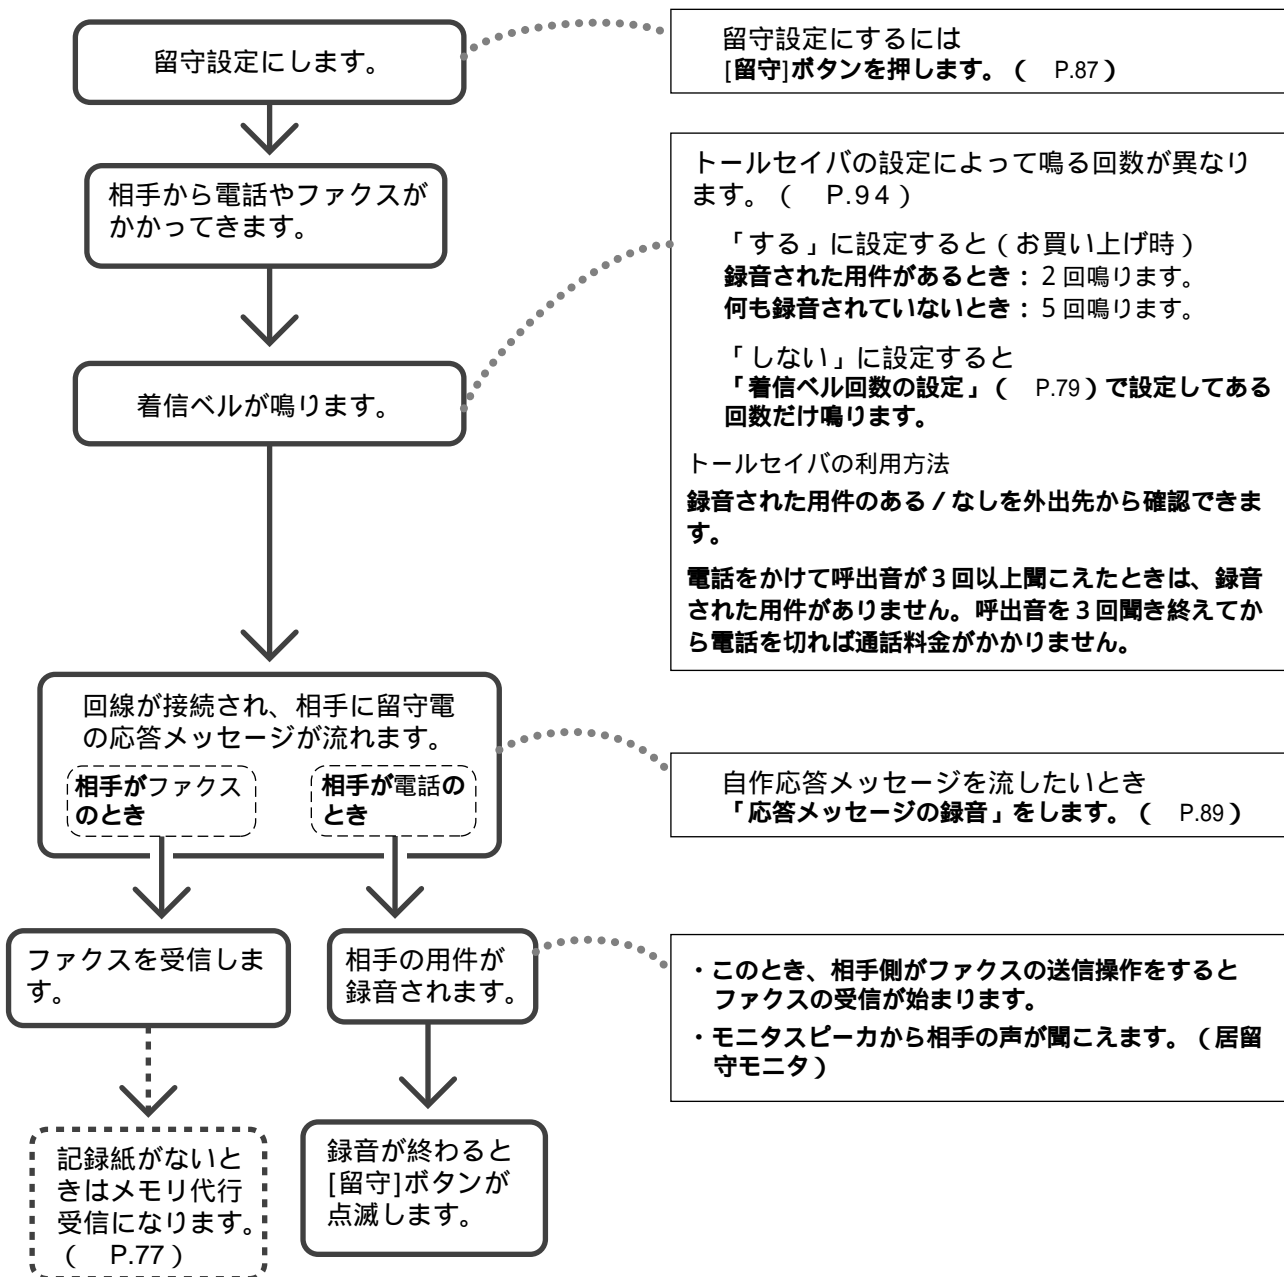 留守設定にします。
留守設定にするには
[留守]ボタンを押します。(　P.87)
相手から電話やファクスが
かかってきます。
トールセイバの設定によって鳴る回数が異なり
ます。(　P.94)
「する」に設定すると(お買い上げ時)
録音された用件があるとき：2回鳴ります。
何も録音されていないとき：5回鳴ります。
「しない」に設定すると
「着信ベル回数の設定」(　P.79)で設定してある
回数だけ鳴ります。
トールセイバの利用方法
録音された用件のある/なしを外出先から確認できま
す。
電話をかけて呼出音が3回以上聞こえたときは、録音
された用件がありません。呼出音を3回聞き終えてか
ら電話を切れば通話料金がかかりません。
着信ベルが鳴ります。
回線が接続され、相手に留守電
の応答メッセージが流れます。
相手がファクス
のとき
相手が電話の
とき
自作応答メッセージを流したいとき
「応答メッセージの録音」をします。(　P.89)
ファクスを受信しま
す。
相手の用件が
録音されます。
・このとき、相手側がファクスの送信操作をすると
ファクスの受信が始まります。
・モニタスピーカから相手の声が聞こえます。(居留
守モニタ)
記録紙がないと
きはメモリ代行
受信になります。
(　P.77)
録音が終わると
[留守]ボタンが
点滅します。